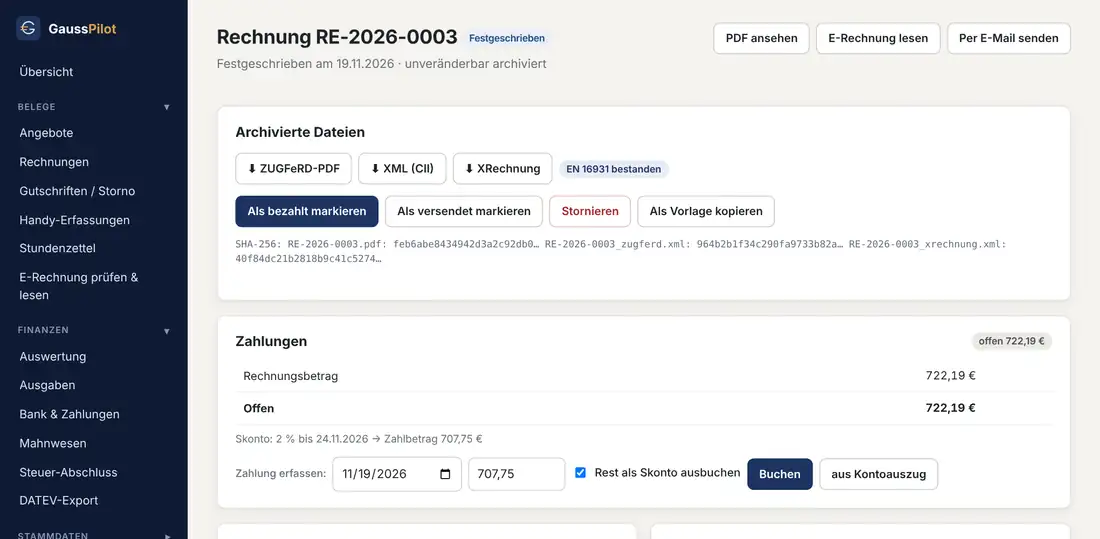 GaussPilot
Übersicht
BELEGE
Angebote
Rechnungen
Gutschriften / Storno
Handy-Erfassungen
Stundenzettel
E-Rechnung prüfen &
lesen
FINANZEN
Auswertung
Ausgaben
Bank & Zahlungen
Mahnwesen
Steuer-Abschluss
DATEV-Export
STAMMDATEN
Rechnung RE-2026-0003 Festgeschrieben
Festgeschrieben am 19.11.2026 · unveränderbar archiviert
PDF ansehen E-Rechnung lesen Per E-Mail senden
Archivierte Dateien
⬇ ZUGFeRD-PDF ⬇ XML (CII) ⬇ XRechnung EN 16931 bestanden
Als bezahlt markieren Als versendet markieren Stornieren Als Vorlage kopieren
SHA-256: RE-2026-0003.pdf: feb6abe8434942d3a2c92db0… RE-2026-0003_zugferd.xml: 964b2b1f34c290fa9733b82a… RE-2026-0003_xrechnung.xml:
40f84dc21b2818b9c41c5274…
Zahlungen offen 722,19 €
Rechnungsbetrag 722,19 €
Offen 722,19 €
Skonto: 2 % bis 24.11.2026 → Zahlbetrag 707,75 €
Zahlung erfassen: 11/19/2026 707,75 Rest als Skonto ausbuchen Buchen aus Kontoauszug